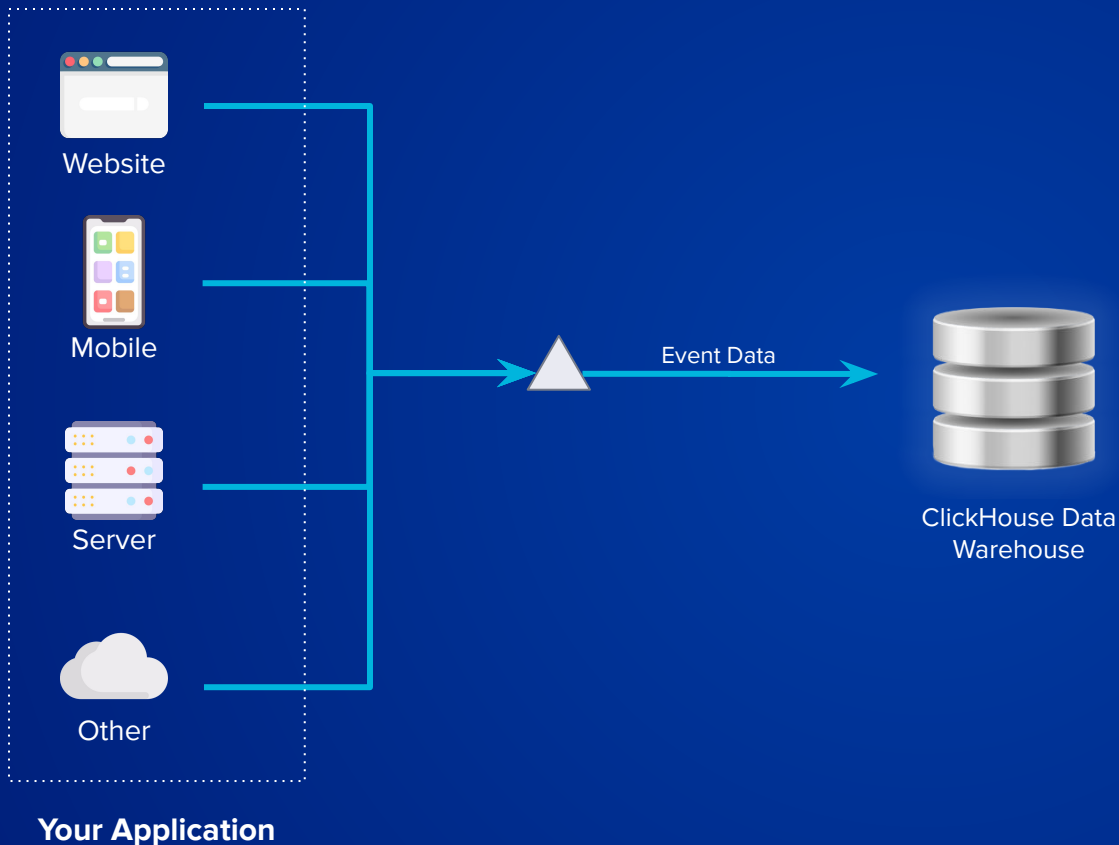 Website
Mobile
Server
Other
Your Application
Event Data
ClickHouse Data
Warehouse